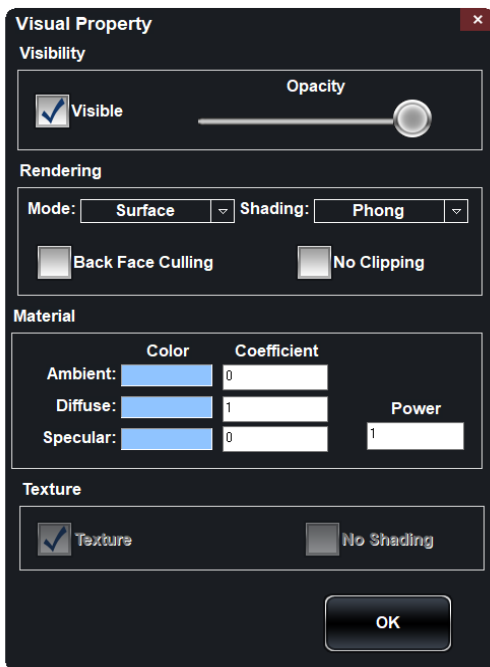 Visual Property
Visibility
Opacity
Visible
Rendering
Mode: Surface Shading: Phong
Back Face Culling No Clipping
Material
Color Coefficient
Ambient: 0
Diffuse: 1 Power
Specular: 0 1
Texture
Texture No Shading
OK